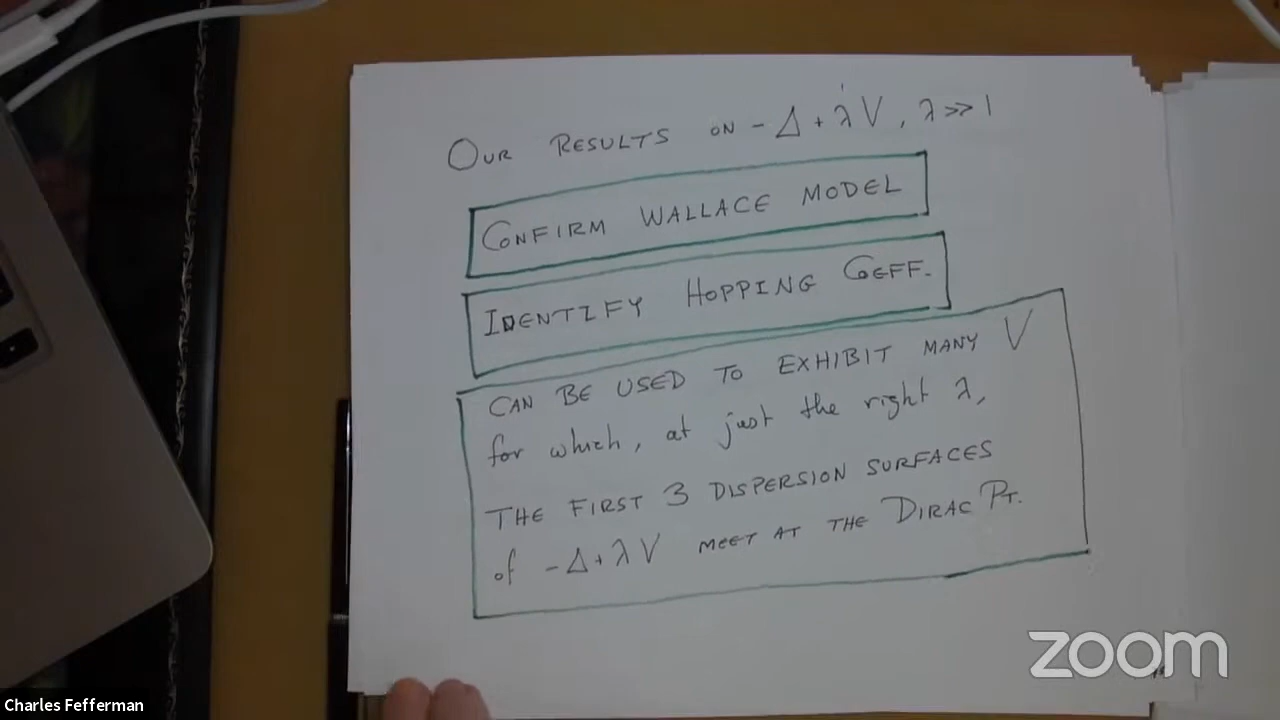 OUR RESULTS ON -Δ + λV, λ >> 1
CONFIRM WALLACE MODEL
IDENTIFY HOPPING COEFF.
CAN BE USED TO EXHIBIT MANY V
for which, at just the right λ,
THE FIRST 3 DISPERSION SURFACES
of -Δ+λV MEET AT THE DIRAC PT.
zoom
Charles Fefferman